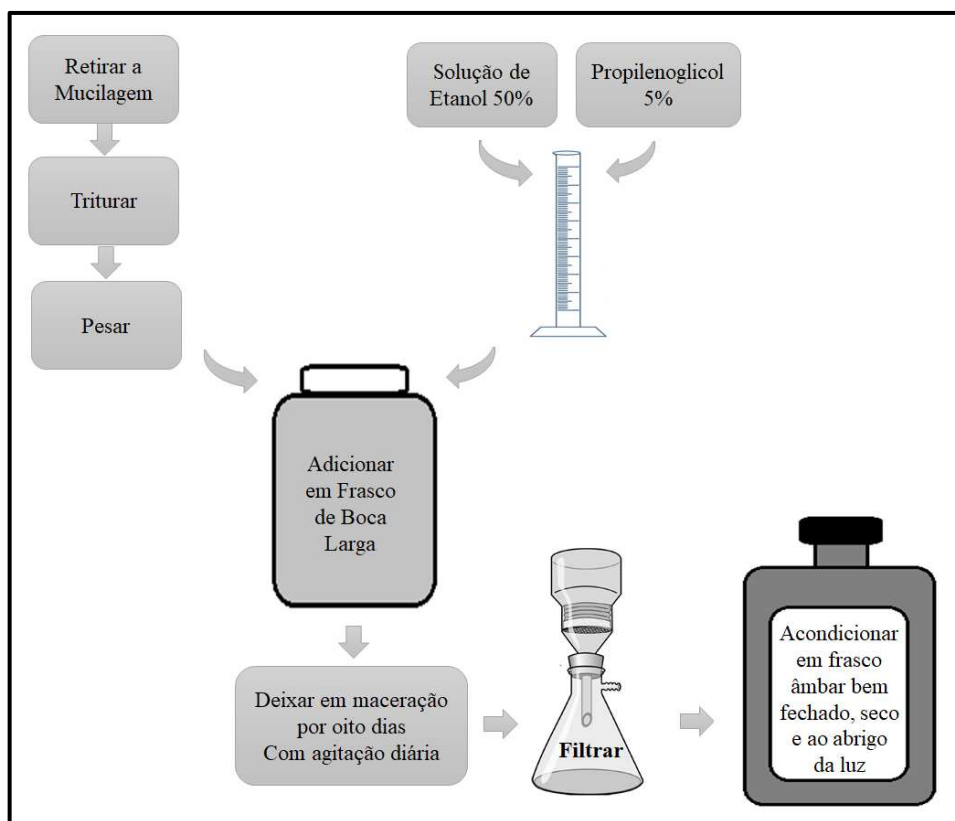 Retirar a
Mucilagem
Triturar
Pesar
Solução de
Etanol 50%
Propilenoglicol
5%
Adicionar
em Frasco
de Boca
Larga
Deixar em maceração
por oito dias
Com agitação diária
Filtrar
Acondicionar
em frasco
âmbar bem
fechado, seco
e ao abrigo
da luz